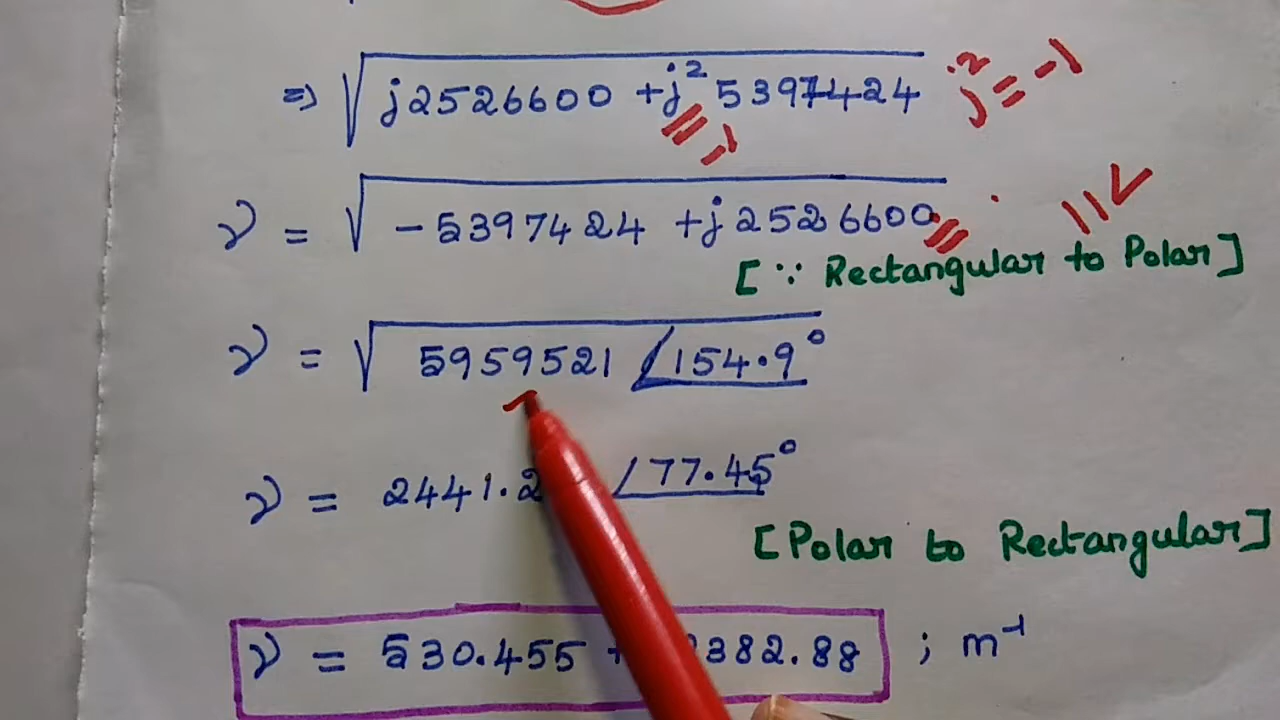 => √ j2526600 + j² 5397424 j² = -1
-1
γ = √ -5397424 + j2526600
[∵ Rectangular to Polar]
γ = √ 5959521 ∠154.9°
γ = 2441.2 ∠77.45°
[Polar to Rectangular]
γ = 530.455 + 382.88 ; m⁻¹